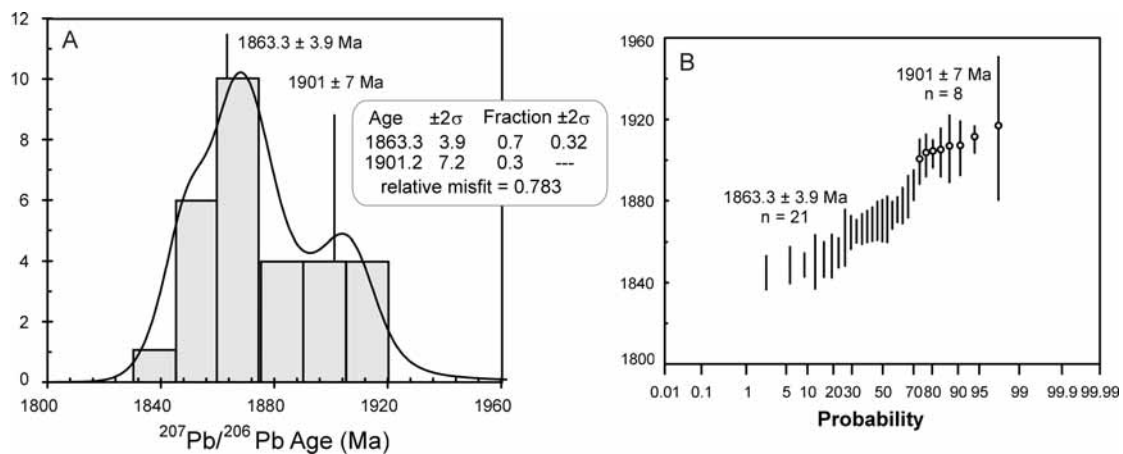 A
12
10
8
6
4
2
0
1863.3 ± 3.9 Ma
1901 ± 7 Ma
Age ±2σ Fraction ±2σ
1863.3 3.9 0.7 0.32
1901.2 7.2 0.3 ---
relative misfit = 0.783
1800 1840 1880 1920 1960
207Pb/206Pb Age (Ma)
B
1960
1920
1880
1840
1800
1901 ± 7 Ma
n = 8
1863.3 ± 3.9 Ma
n = 21
0.01 0.1 1 5 10 20 30 50 70 80 90 95 99 99.9 99.99
Probability